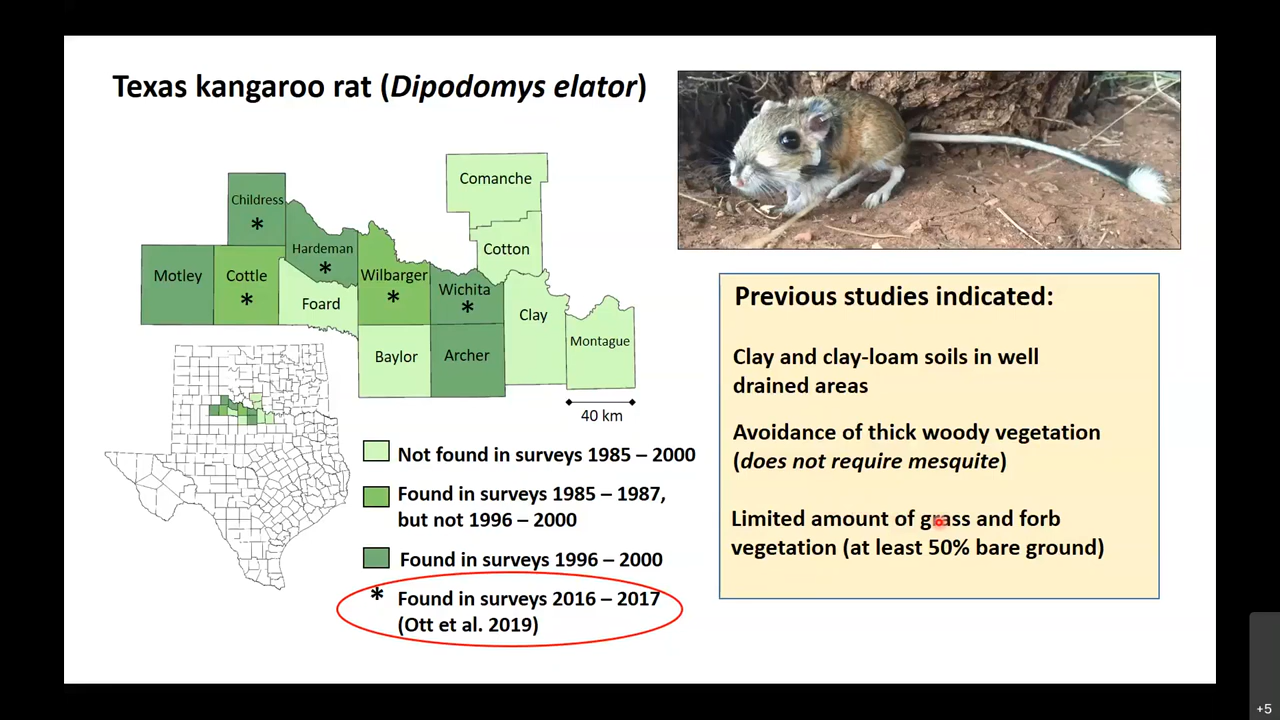 Texas kangaroo rat (Dipodomys elator)
Comanche
Childress
*
Hardeman
*
Cotton
Motley
Cottle
*
Wilbarger
*
Wichita
*
Foard
Clay
Baylor
Archer
Montague
40 km
Not found in surveys 1985 – 2000
Found in surveys 1985 – 1987,
but not 1996 – 2000
Found in surveys 1996 – 2000
* Found in surveys 2016 – 2017
(Ott et al. 2019)
Previous studies indicated:
Clay and clay-loam soils in well
drained areas
Avoidance of thick woody vegetation
(does not require mesquite)
Limited amount of grass and forb
vegetation (at least 50% bare ground)
+5